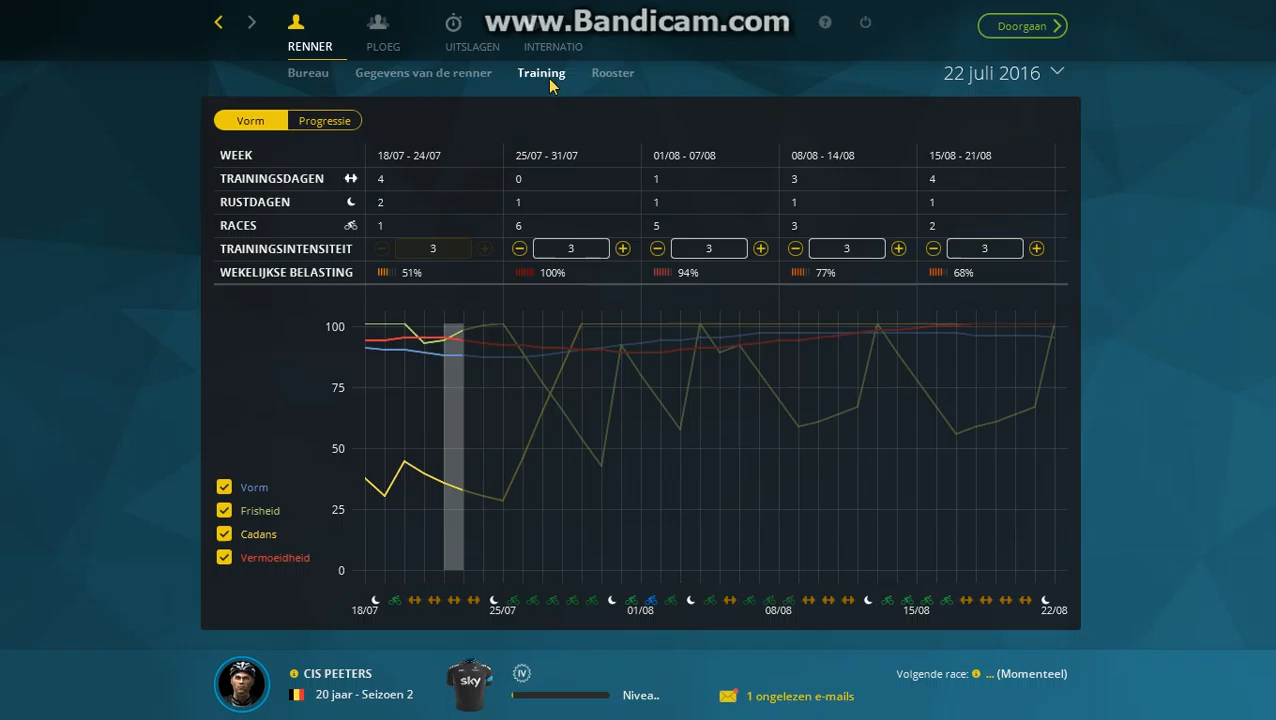 www.Bandicam.com
Doorgaan
RENNER PLOEG UITSLAGEN INTERNATIO
Bureau Gegevens van de renner Training Rooster
22 juli 2016
Vorm Progressie
WEEK 18/07 - 24/07 25/07 - 31/07 01/08 - 07/08 08/08 - 14/08 15/08 - 21/08
TRAININGSDAGEN 4 0 1 3 4
RUSTDAGEN 2 1 1 1 1
RACES 1 6 5 3 2
TRAININGSINTENSITEIT 3 3 3 3 3
WEKELIJKSE BELASTING 51% 100% 94% 77% 68%
100
75
50
25
0
Vorm
Frisheid
Cadans
Vermoeidheid
18/07 25/07 01/08 08/08 15/08 22/08
CIS PEETERS
20 jaar - Seizoen 2
sky
IV
Nivea..
Volgende race: ... (Momenteel)
1 ongelezen e-mails